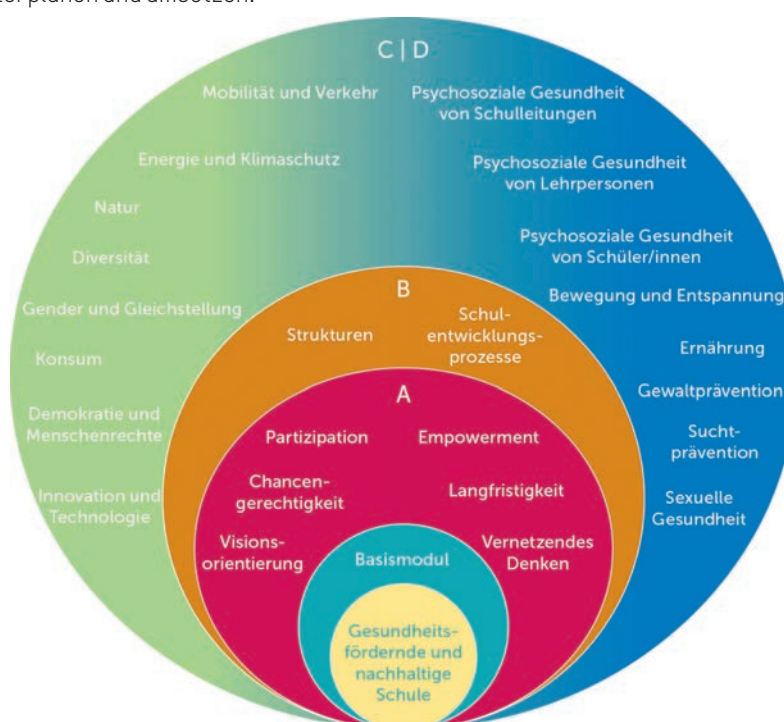 planen und umsetzen.
C | D
Mobilität und Verkehr
Psychosoziale Gesundheit
von Schulleitungen
Energie und Klimaschutz
Psychosoziale Gesundheit
von Lehrpersonen
Natur
Psychosoziale Gesundheit
von Schüler/innen
Diversität
Bewegung und Entspannung
Gender und Gleichstellung
Ernährung
Konsum
Gewaltprävention
Demokratie und
Menschenrechte
Sucht-
prävention
Innovation und
Technologie
Sexuelle
Gesundheit
B
Strukturen
Schul-
entwicklungs-
prozesse
A
Partizipation
Empowerment
Chancen-
gerechtigkeit
Langfristigkeit
Visions-
orientierung
Vernetzendes
Denken
Basismodul
Gesundheits-
fördernde und
nachhaltige
Schule